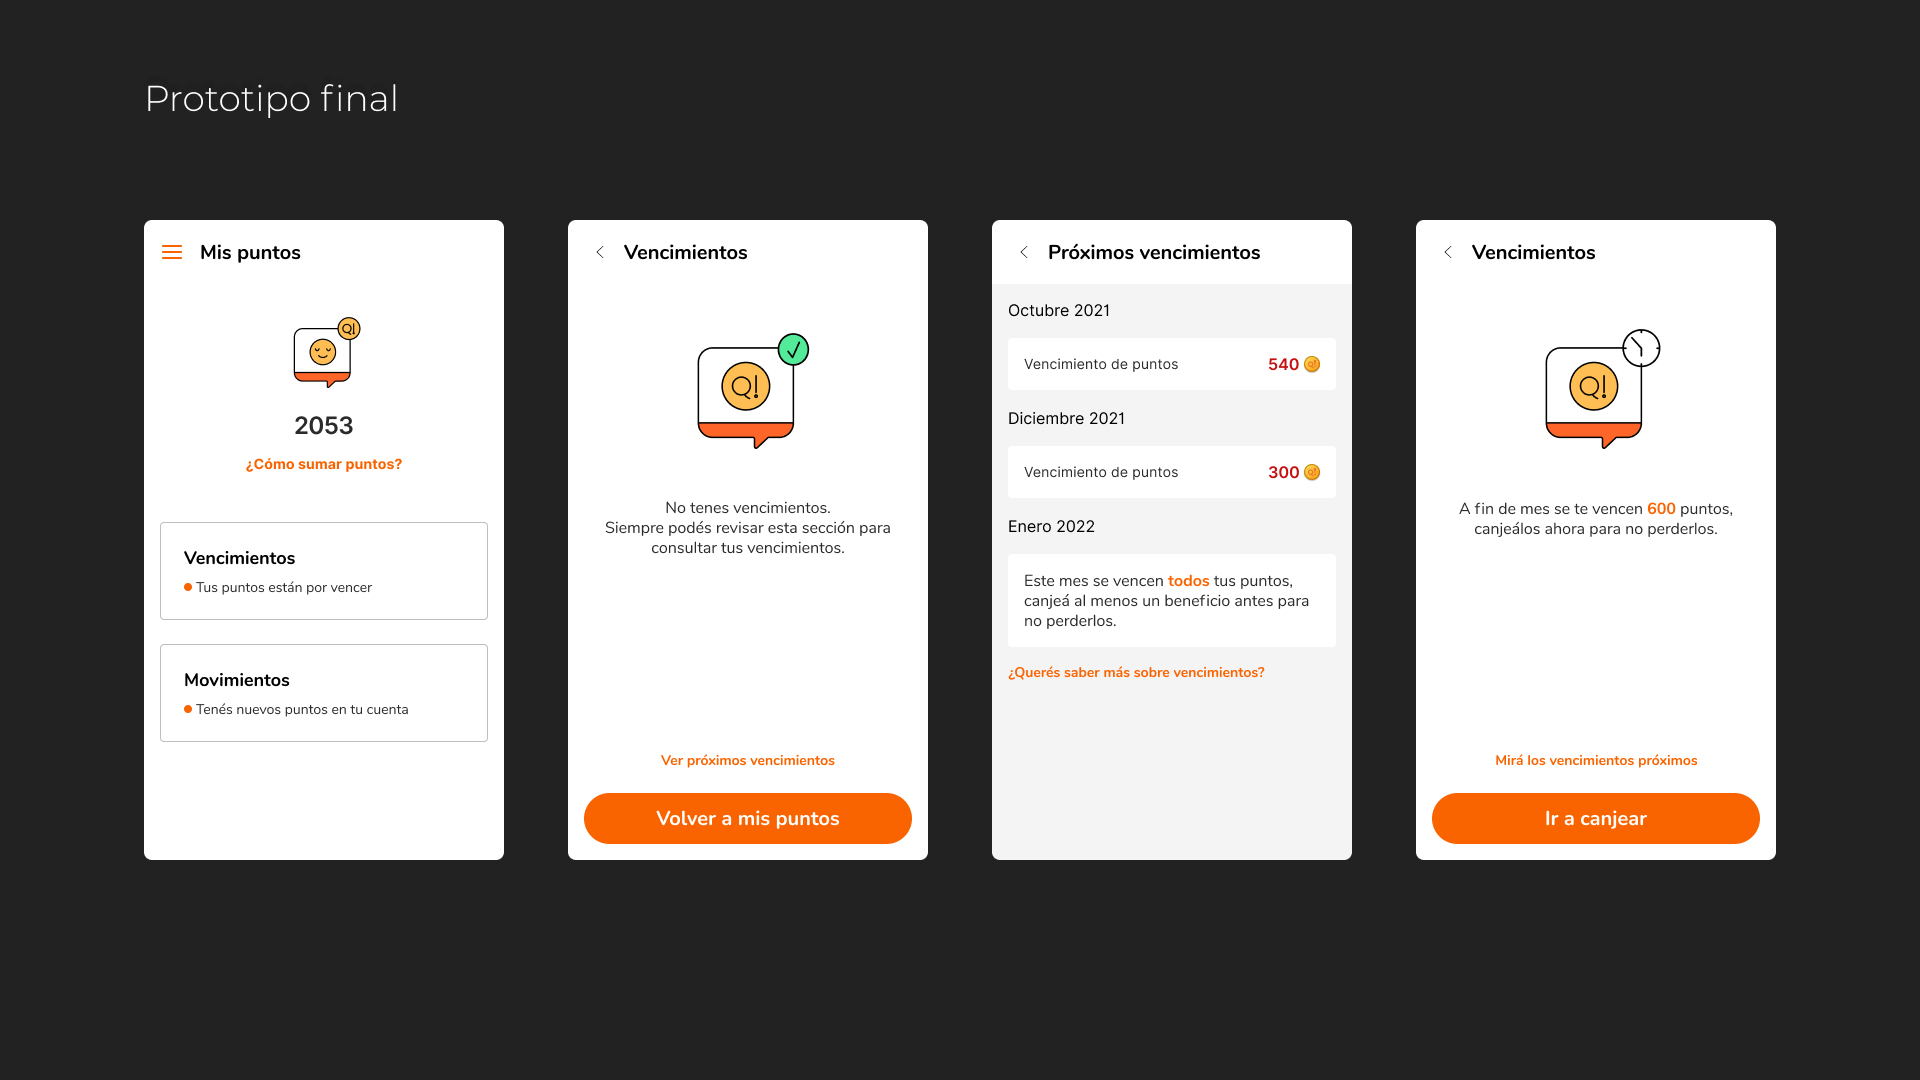 Prototipo final
Mis puntos
Q!
2053
¿Cómo sumar puntos?
Vencimientos
Tus puntos están por vencer
Movimientos
Tenés nuevos puntos en tu cuenta
Vencimientos
Q!
No tenes vencimientos.
Siempre podés revisar esta sección para
consultar tus vencimientos.
Ver próximos vencimientos
Volver a mis puntos
Próximos vencimientos
Octubre 2021
Vencimiento de puntos 540
Diciembre 2021
Vencimiento de puntos 300
Enero 2022
Este mes se vencen todos tus puntos,
canjeá al menos un beneficio antes para
no perderlos.
¿Querés saber más sobre vencimientos?
Vencimientos
Q!
A fin de mes se te vencen 600 puntos,
canjeálos ahora para no perderlos.
Mirá los vencimientos próximos
Ir a canjear